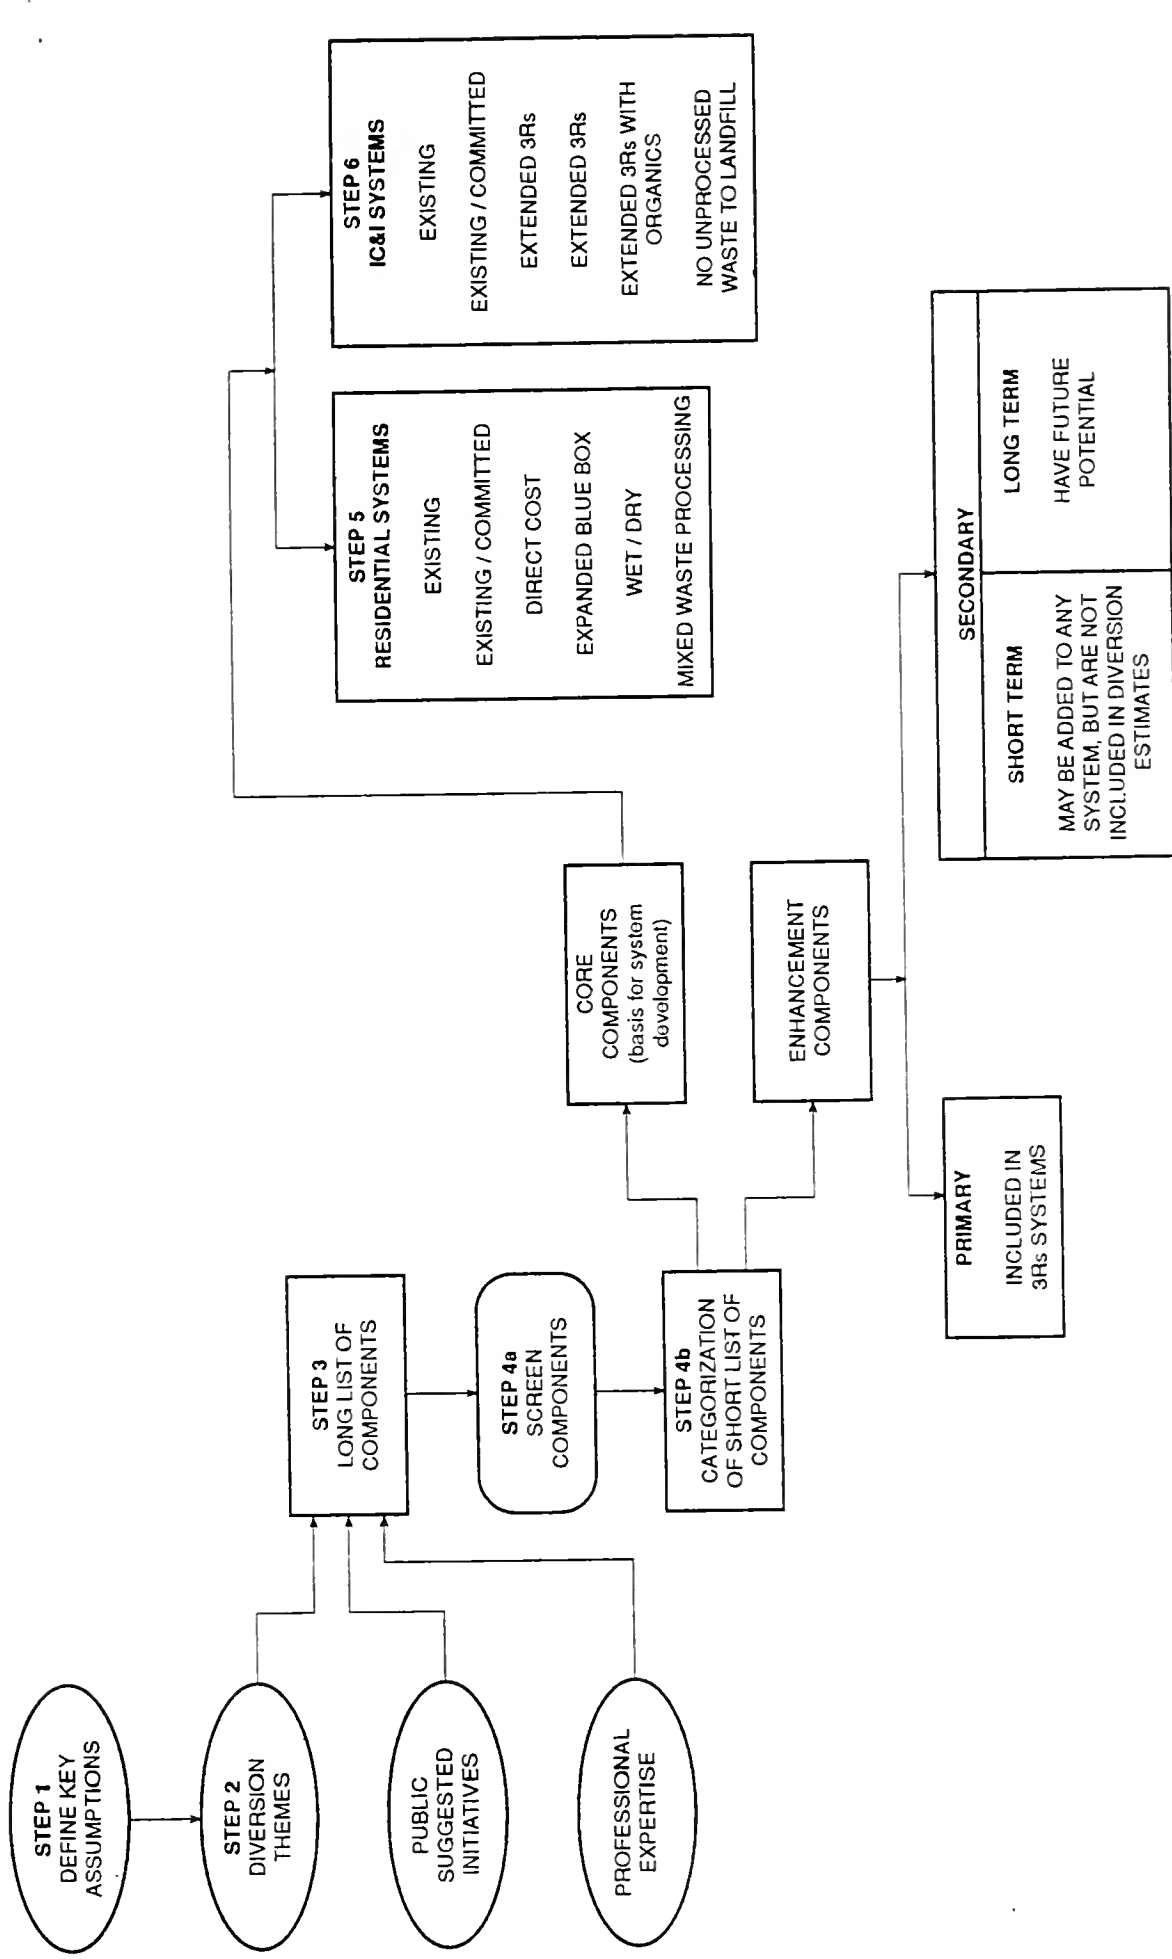 STEP 1
DEFINE KEY
ASSUMPTIONS
STEP 2
DIVERSION
THEMES
PUBLIC
SUGGESTED
INITIATIVES
PROFESSIONAL
EXPERTISE
STEP 3
LONG LIST OF
COMPONENTS
STEP 4a
SCREEN
COMPONENTS
STEP 4b
CATEGORIZATION
OF SHORT LIST OF
COMPONENTS
CORE
COMPONENTS
(basis for system
development)
ENHANCEMENT
COMPONENTS
STEP 5
RESIDENTIAL SYSTEMS
EXISTING
EXISTING / COMMITTED
DIRECT COST
EXPANDED BLUE BOX
WET / DRY
MIXED WASTE PROCESSING
STEP 6
IC&I SYSTEMS
EXISTING
EXISTING / COMMITTED
EXTENDED 3Rs
EXTENDED 3Rs
EXTENDED 3Rs WITH
ORGANICS
NO UNPROCESSED
WASTE TO LANDFILL
PRIMARY
INCLUDED IN
3Rs SYSTEMS
SECONDARY
SHORT TERM
MAY BE ADDED TO ANY
SYSTEM, BUT ARE NOT
INCLUDED IN DIVERSION
ESTIMATES
LONG TERM
HAVE FUTURE
POTENTIAL